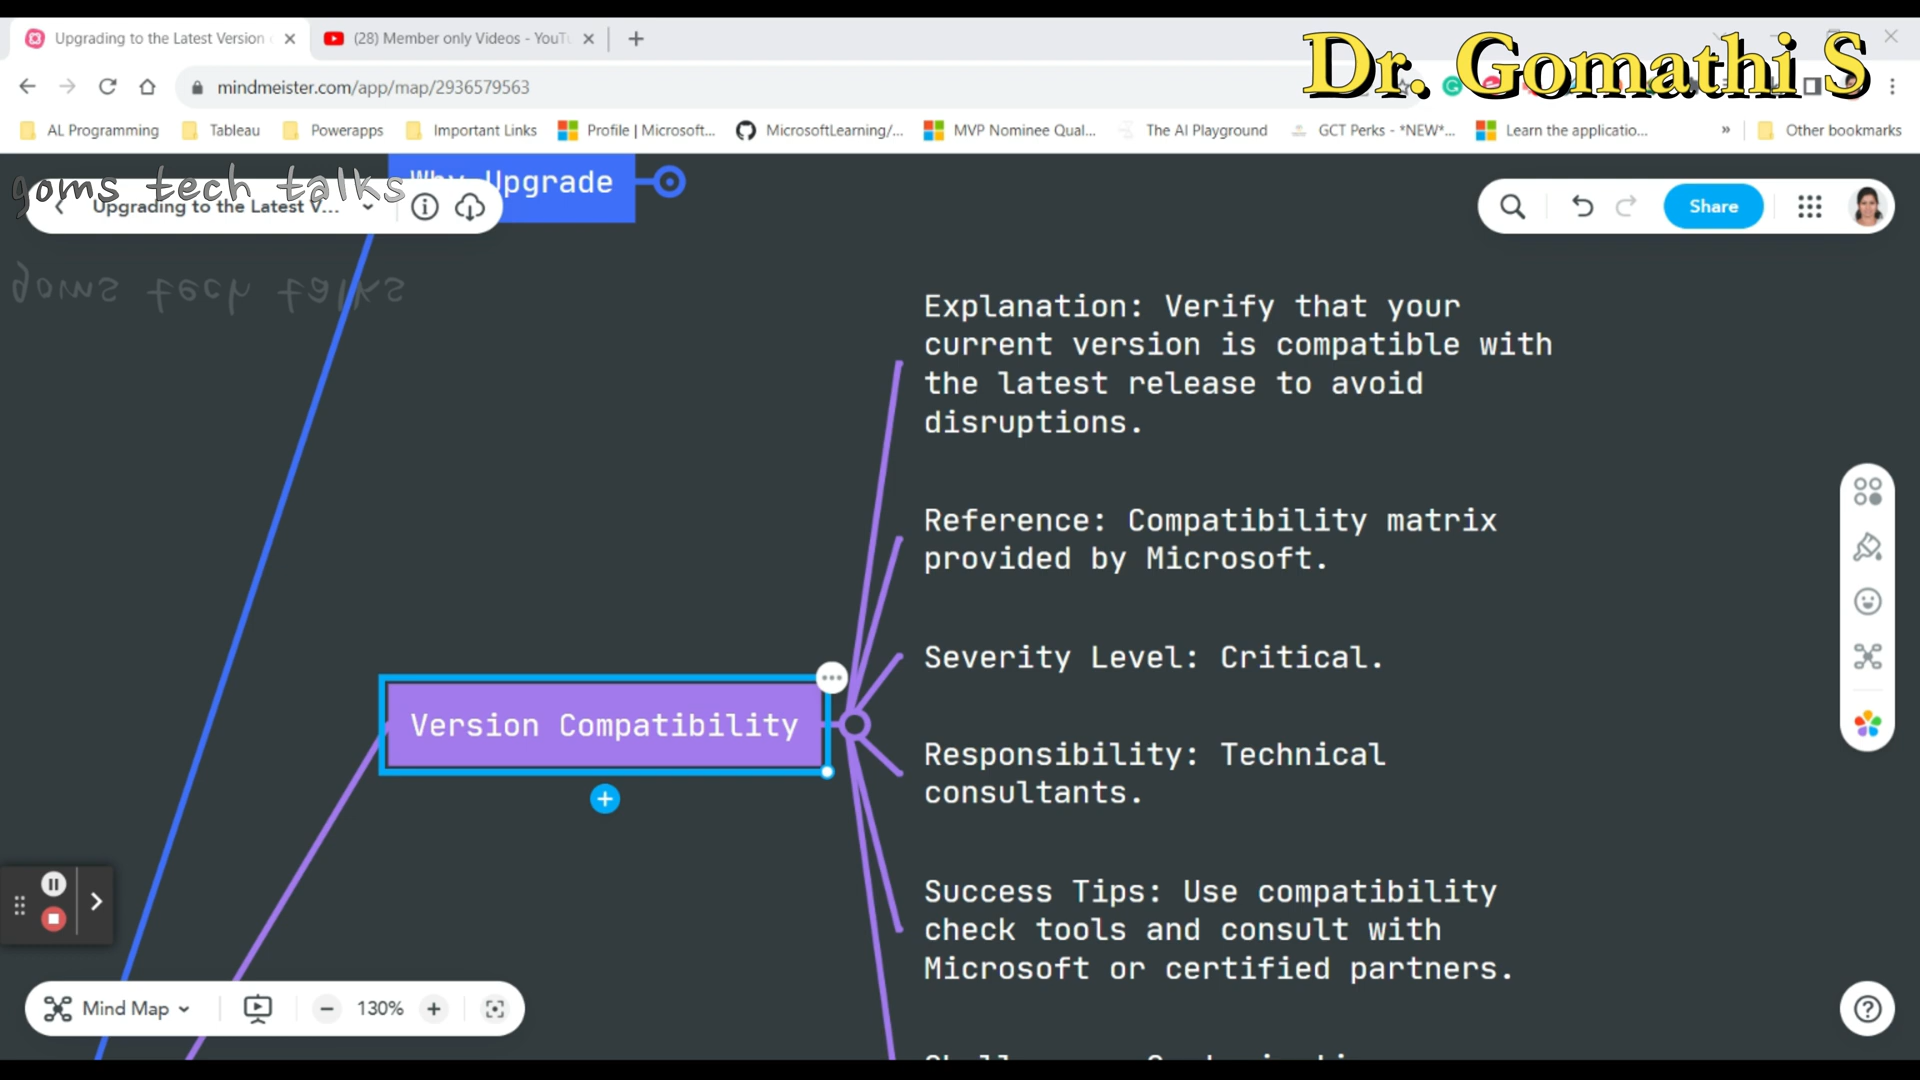 Upgrading to the Latest Version
(28) Member only Videos - YouTu
Dr. Gomathi S
mindmeister.com/app/map/2936579563
AL Programming
Tableau
Powerapps
Important Links
Profile | Microsoft...
MicrosoftLearning/...
MVP Nominee Qual...
The AI Playground
GCT Perks - *NEW*...
Learn the applicatio...
»
Other bookmarks
goms tech talks
Why Upgrade
Upgrading to the Latest V...
Share
goms tech talks
Explanation: Verify that your
current version is compatible with
the latest release to avoid
disruptions.
Reference: Compatibility matrix
provided by Microsoft.
Severity Level: Critical.
Version Compatibility
Responsibility: Technical
consultants.
Success Tips: Use compatibility
check tools and consult with
Microsoft or certified partners.
Mind Map
130%